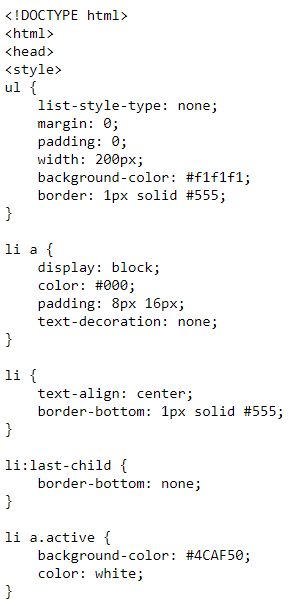 <!DOCTYPE html>
<html>
<head>
<style>
ul {
    list-style-type: none;
    margin: 0;
    padding: 0;
    width: 200px;
    background-color: #f1f1f1;
    border: 1px solid #555;
}

li a {
    display: block;
    color: #000;
    padding: 8px 16px;
    text-decoration: none;
}

li {
    text-align: center;
    border-bottom: 1px solid #555;
}

li:last-child {
    border-bottom: none;
}

li a.active {
    background-color: #4CAF50;
    color: white;
}